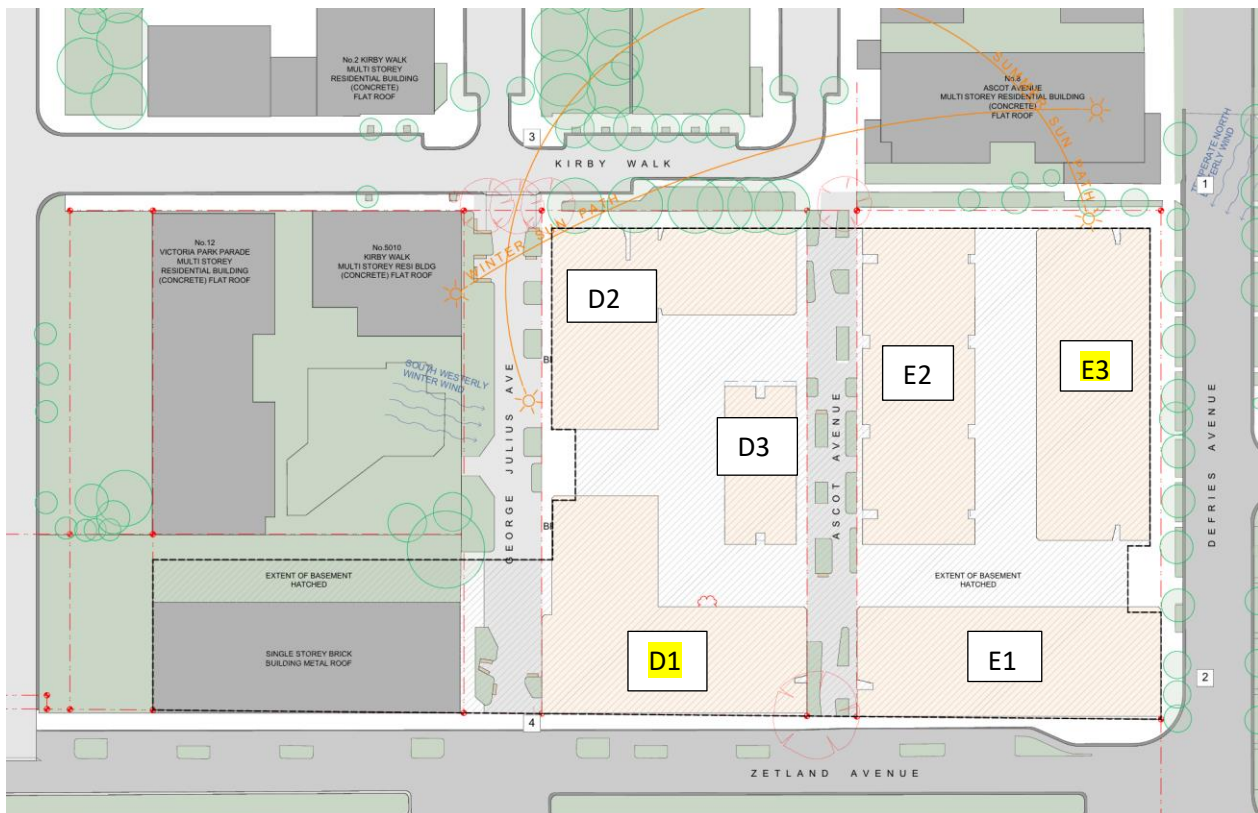 No.2 KIRBY WALK
MULTI STOREY
RESIDENTIAL BUILDING
(CONCRETE)
FLAT ROOF
No.8
ASCOT AVENUE
MULTI STOREY RESIDENTIAL BUILDING
(CONCRETE)
FLAT ROOF
SUMMER SUN PATH
3
KIRBY WALK
TEMPERATE NORTH
EASTERLY WIND
1
WINTER SUN PATH
No.12
VICTORIA PARK PARADE
MULTI STOREY
RESIDENTIAL BUILDING
(CONCRETE) FLAT ROOF
No.5010
KIRBY WALK
MULTI STOREY RESI BLDG
(CONCRETE) FLAT ROOF
D2
E2
E3
SOUTH WESTERLY
WINTER WIND
D3
GEORGE JULIUS AVE
ASCOT AVENUE
DEFRIES AVENUE
EXTENT OF BASEMENT
HATCHED
EXTENT OF BASEMENT
HATCHED
SINGLE STOREY BRICK
BUILDING METAL ROOF
D1
E1
2
4
ZETLAND AVENUE